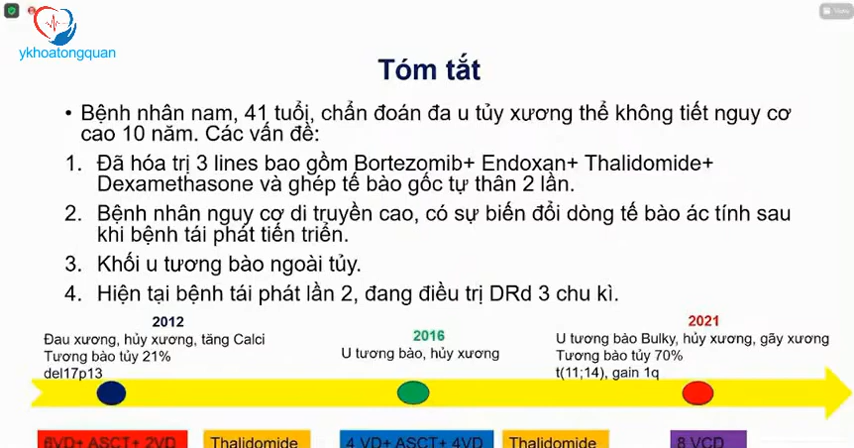 View
ykhoatongquan
Tóm tắt
• Bệnh nhân nam, 41 tuổi, chẩn đoán đa u tủy xương thể không tiết nguy cơ
cao 10 năm. Các vấn đề:
1. Đã hóa trị 3 lines bao gồm Bortezomib+ Endoxan+ Thalidomide+
Dexamethasone và ghép tế bào gốc tự thân 2 lần.
2. Bệnh nhân nguy cơ di truyền cao, có sự biến đổi dòng tế bào ác tính sau
khi bệnh tái phát tiến triển.
3. Khối u tương bào ngoài tủy.
4. Hiện tại bệnh tái phát lần 2, đang điều trị DRd 3 chu kì.
2012
Đau xương, hủy xương, tăng Calci
Tương bào tủy 21%
del17p13
2016
U tương bào, hủy xương
2021
U tương bào Bulky, hủy xương, gãy xương
Tương bào tủy 70%
t(11;14), gain 1q
6VD+ ASCT+ 2VD
Thalidomide
4 VD+ ASCT+ 4VD
Thalidomide
8 VCD